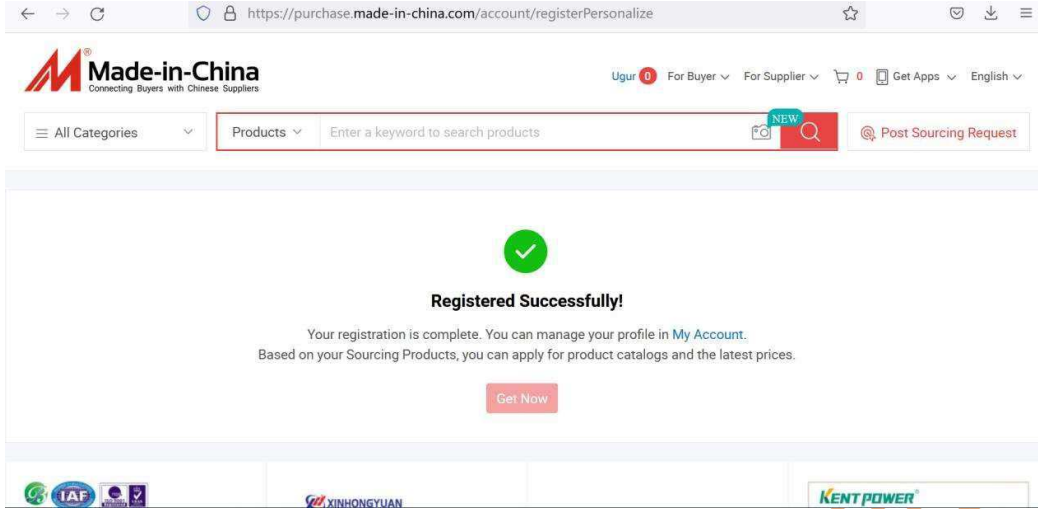 https://purchase.made-in-china.com/account/registerPersonalize
Made-in-China®
Connecting Buyers with Chinese Suppliers
Ugur 0 For Buyer For Supplier 0 Get Apps English
All Categories Products Enter a keyword to search products NEW Post Sourcing Request
Registered Successfully!
Your registration is complete. You can manage your profile in My Account.
Based on your Sourcing Products, you can apply for product catalogs and the latest prices.
Get Now
IAF XINHONGYUAN KENTPOWER®